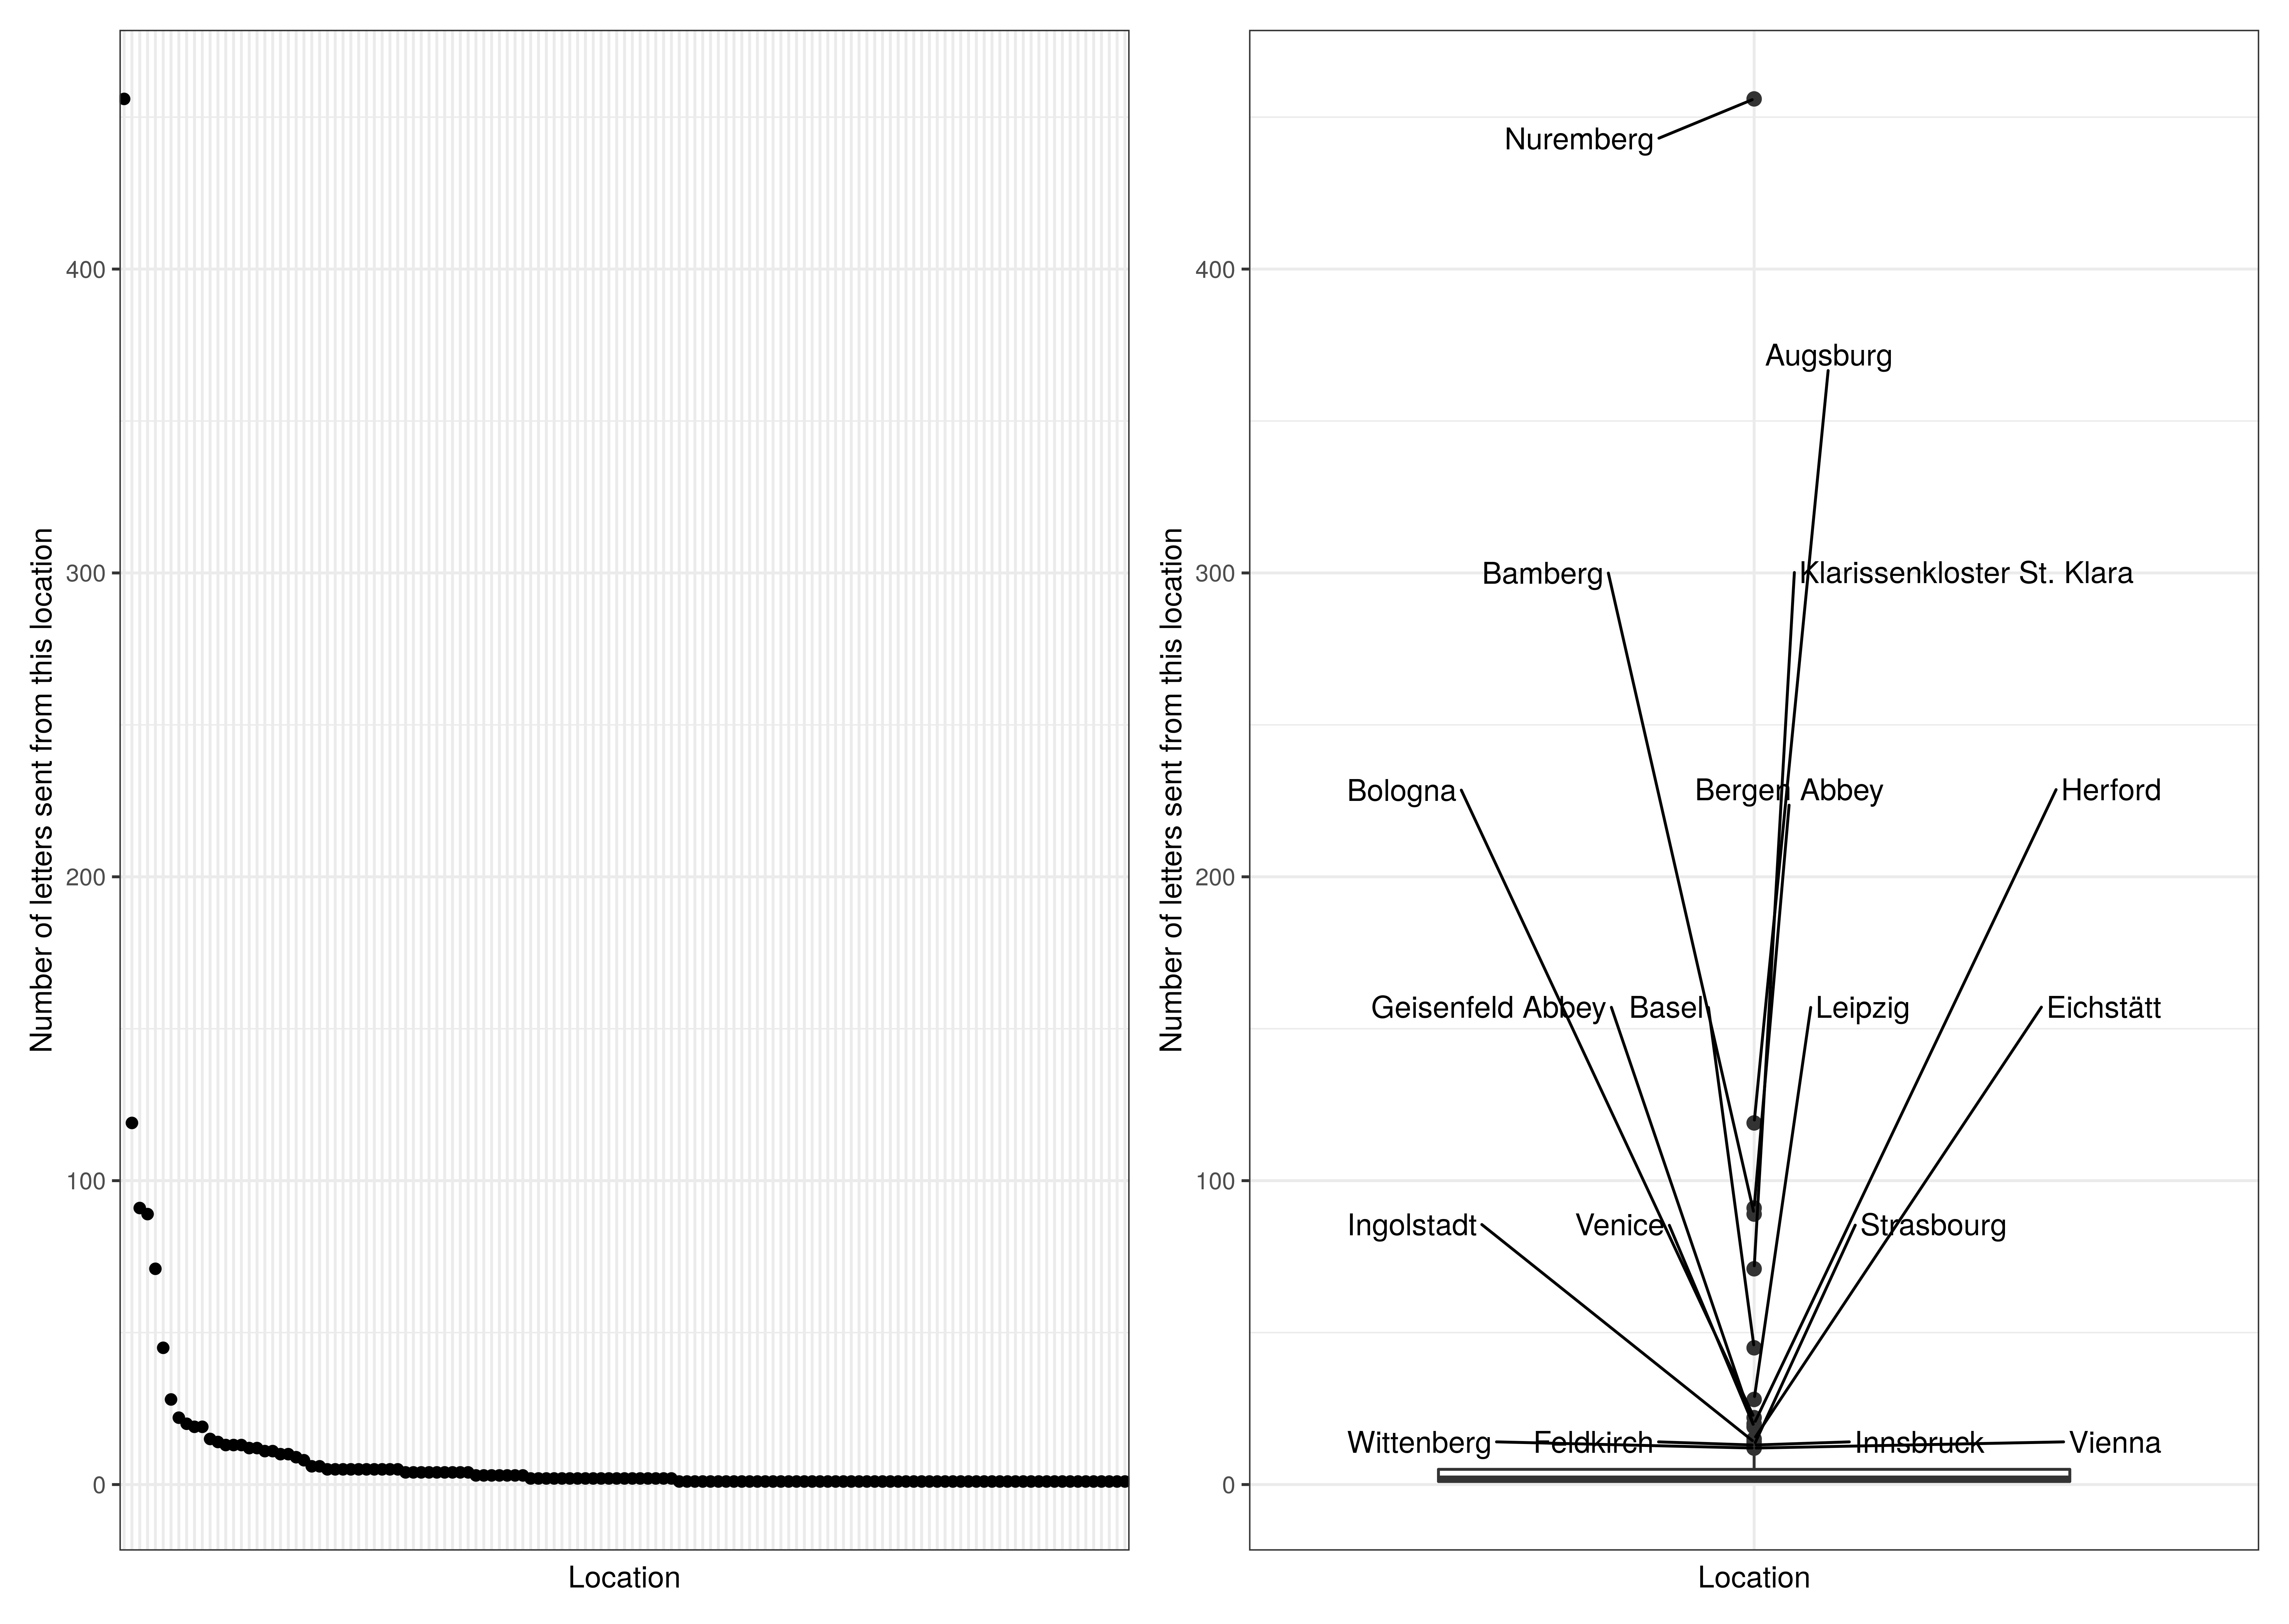 Number of letters sent from this location
400
300
200
100
0
Location
Number of letters sent from this location
400
300
200
100
0
Nuremberg
Augsburg
Bamberg
Klarissenkloster St. Klara
Bologna
Bergen Abbey
Herford
Geisenfeld Abbey
Basel
Leipzig
Eichstätt
Ingolstadt
Venice
Strasbourg
Wittenberg
Feldkirch
Innsbruck
Vienna
Location